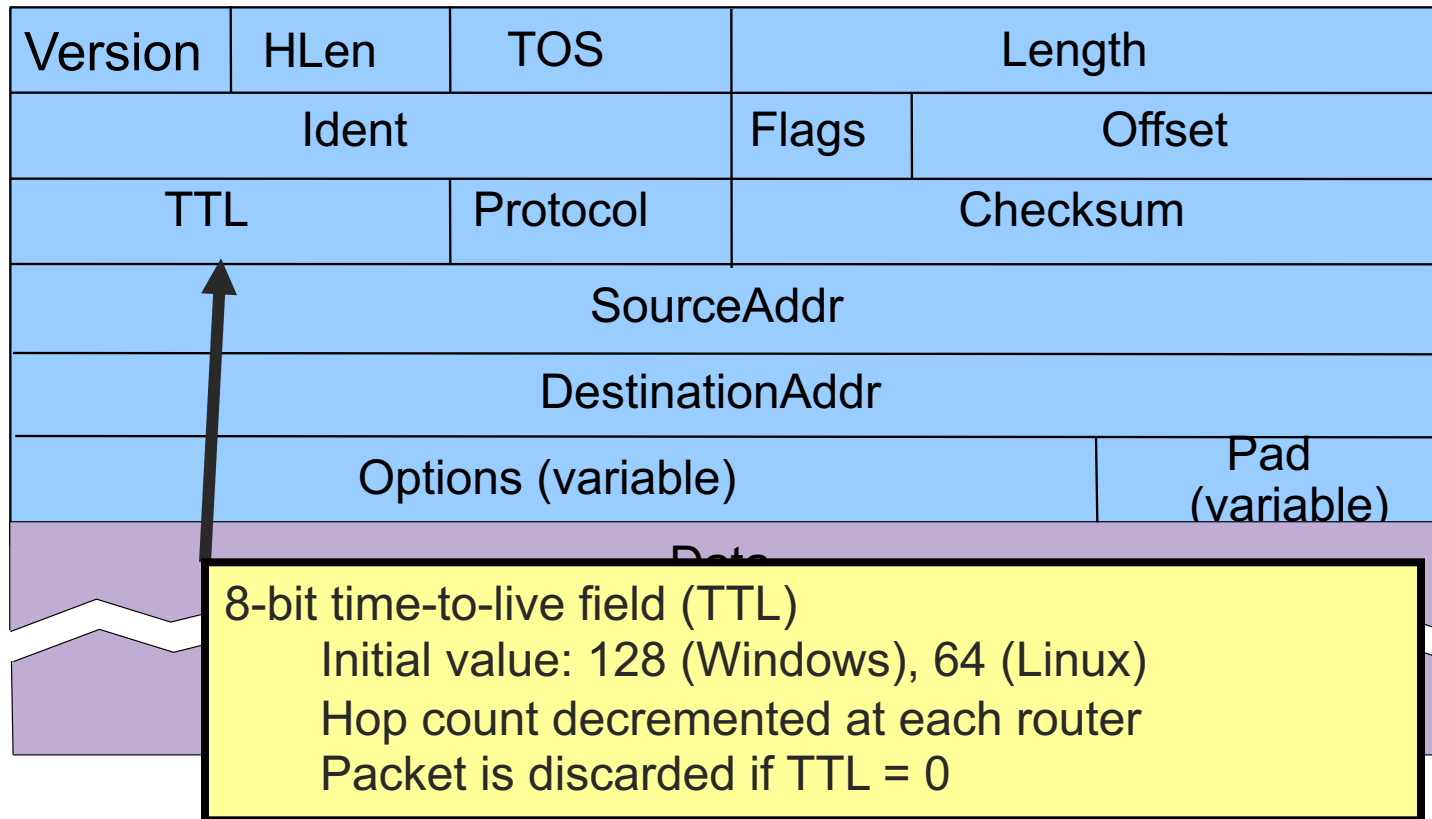 Version HLen TOS Length
Ident Flags Offset
TTL Protocol Checksum
SourceAddr
DestinationAddr
Options (variable) Pad
(variable)
Data
8-bit time-to-live field (TTL)
Initial value: 128 (Windows), 64 (Linux)
Hop count decremented at each router
Packet is discarded if TTL = 0